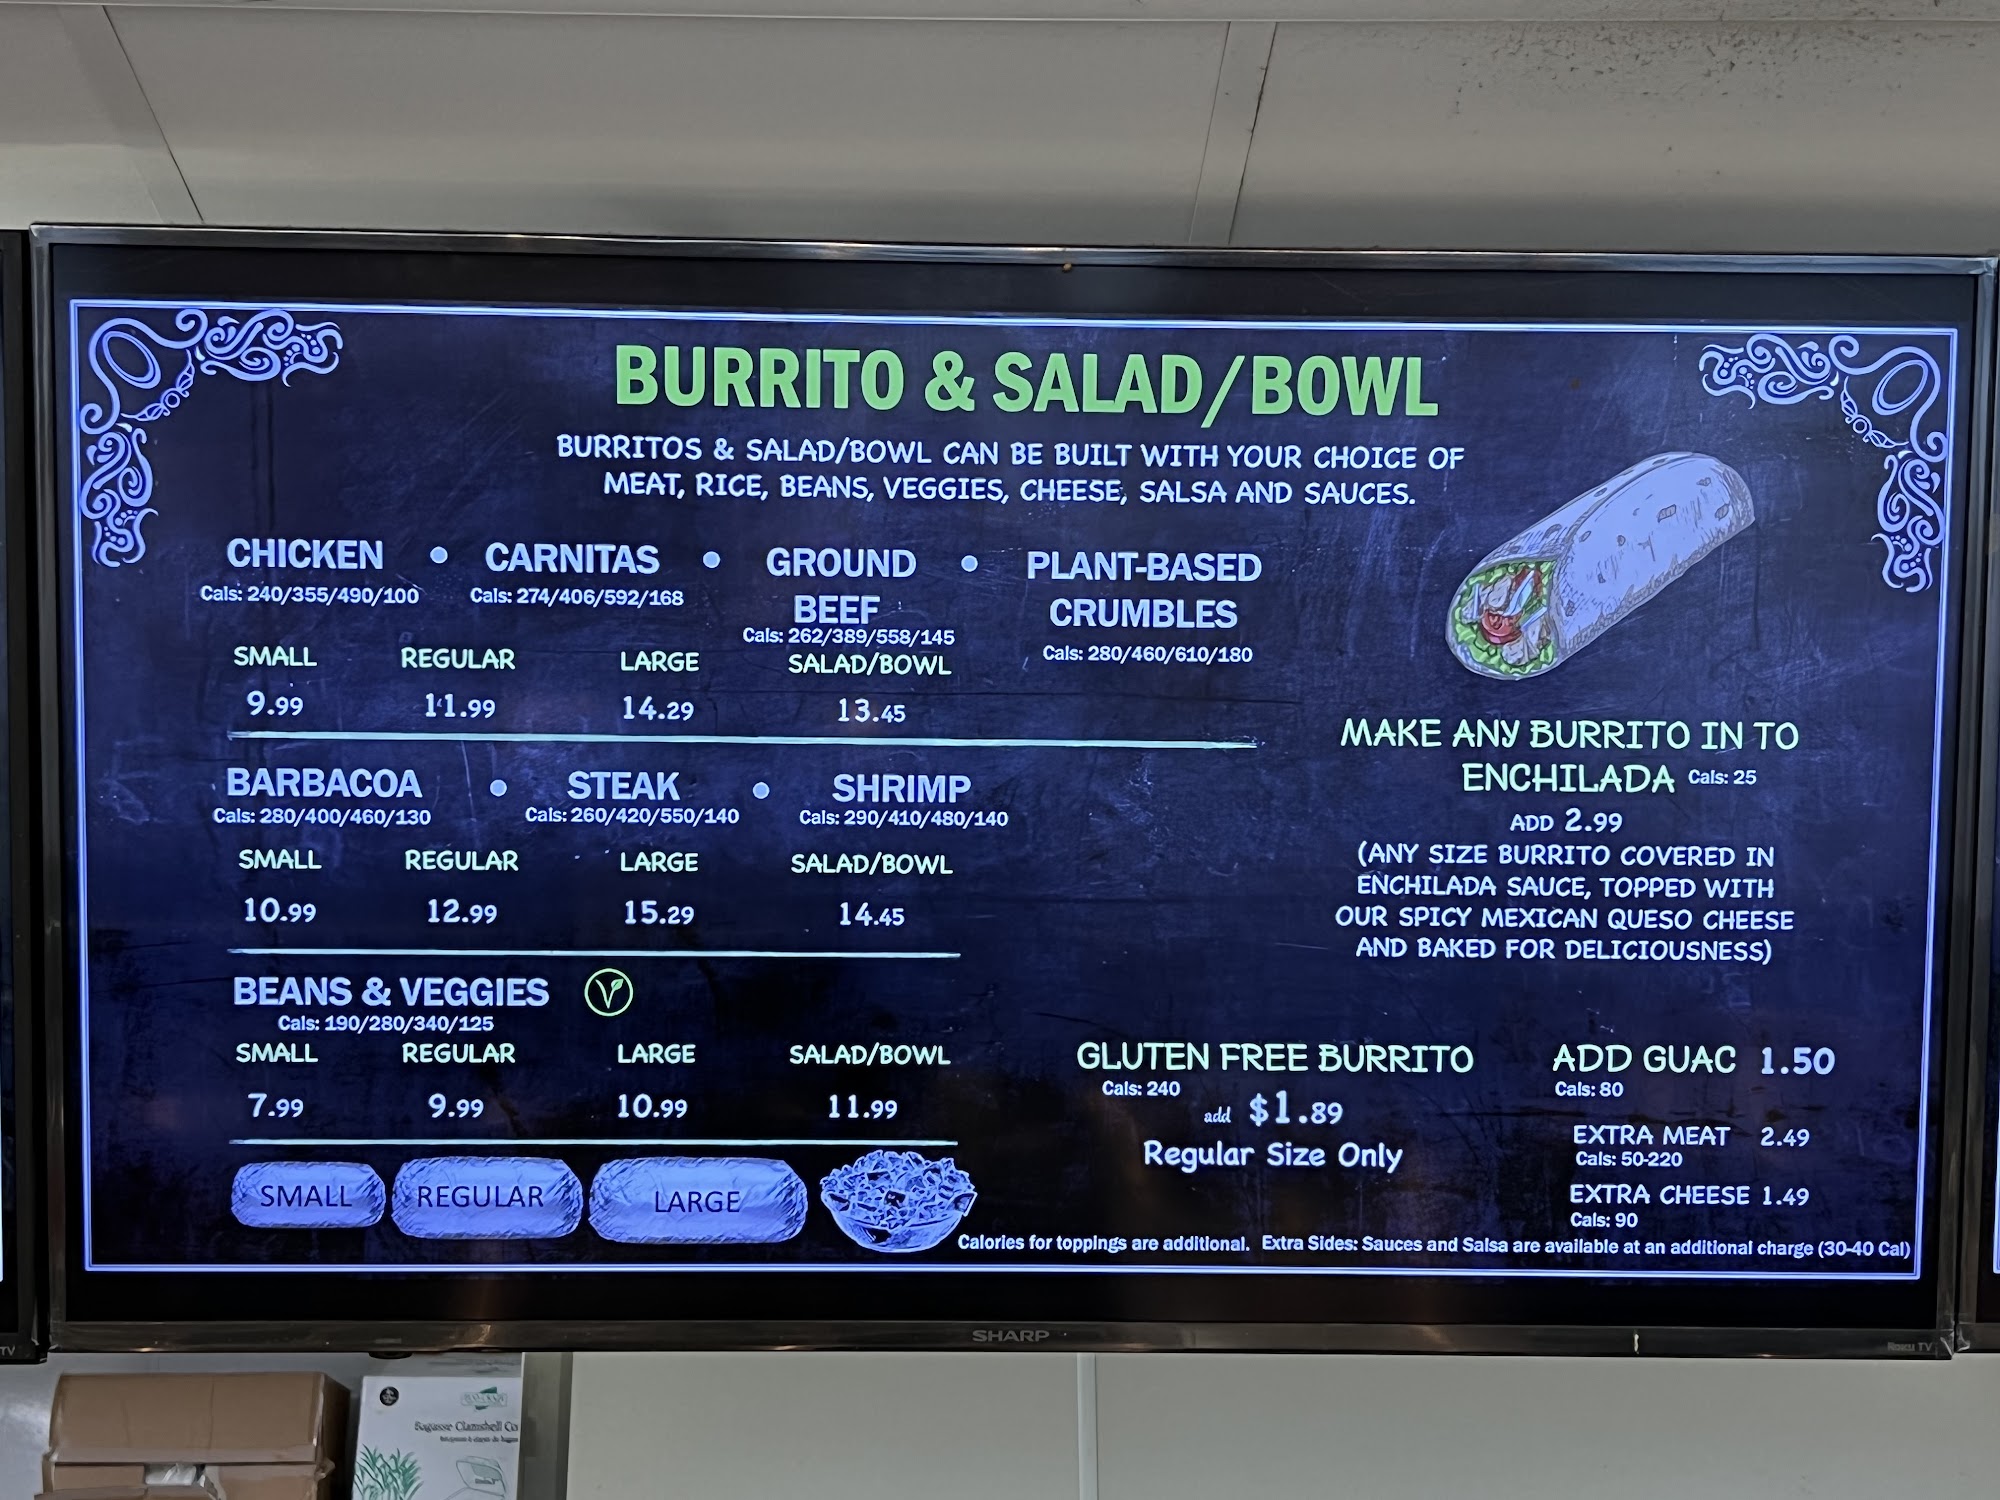 BURRITO & SALAD/BOWL
BURRITOS & SALAD/BOWL CAN BE BUILT WITH YOUR CHOICE OF
MEAT, RICE, BEANS, VEGGIES, CHEESE, SALSA AND SAUCES.
CHICKEN • CARNITAS • GROUND BEEF • PLANT-BASED CRUMBLES
Cals: 240/355/490/100 Cals: 274/406/592/168 Cals: 262/389/558/145 Cals: 280/460/610/180
SMALL REGULAR LARGE SALAD/BOWL
9.99 11.99 14.29 13.45
BARBACOA • STEAK • SHRIMP
Cals: 280/400/460/130 Cals: 260/420/550/140 Cals: 290/410/480/140
SMALL REGULAR LARGE SALAD/BOWL
10.99 12.99 15.29 14.45
BEANS & VEGGIES V
Cals: 190/280/340/125
SMALL REGULAR LARGE SALAD/BOWL
7.99 9.99 10.99 11.99
SMALL REGULAR LARGE
MAKE ANY BURRITO IN TO
ENCHILADA Cals: 25
ADD 2.99
(ANY SIZE BURRITO COVERED IN
ENCHILADA SAUCE, TOPPED WITH
OUR SPICY MEXICAN QUESO CHEESE
AND BAKED FOR DELICIOUSNESS)
GLUTEN FREE BURRITO
Cals: 240
add $1.89
Regular Size Only
ADD GUAC 1.50
Cals: 80
EXTRA MEAT 2.49
Cals: 50-220
EXTRA CHEESE 1.49
Cals: 90
Calories for toppings are additional. Extra Sides: Sauces and Salsa are available at an additional charge (30-40 Cal)
SHARP
Roku TV
TV
Bagasse Clamshell Co